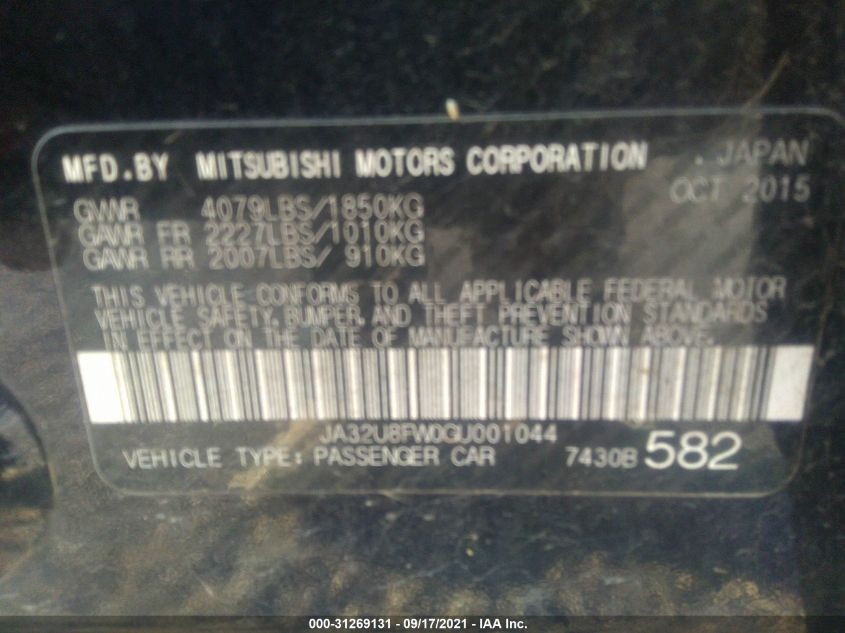 MFD.BY MITSUBISHI MOTORS CORPORATION . JAPAN
OCT 2015
GVWR 4079LBS/1850KG
GAWR FR 2227LBS/1010KG
GAWR RR 2007LBS/ 910KG
THIS VEHICLE CONFORMS TO ALL APPLICABLE FEDERAL MOTOR
VEHICLE SAFETY, BUMPER, AND THEFT PREVENTION STANDARDS
IN EFFECT ON THE DATE OF MANUFACTURE SHOWN ABOVE.
JA32U8FW0GU001044
VEHICLE TYPE: PASSENGER CAR 7430B 582
000-31269131 - 09/17/2021 - IAA Inc.